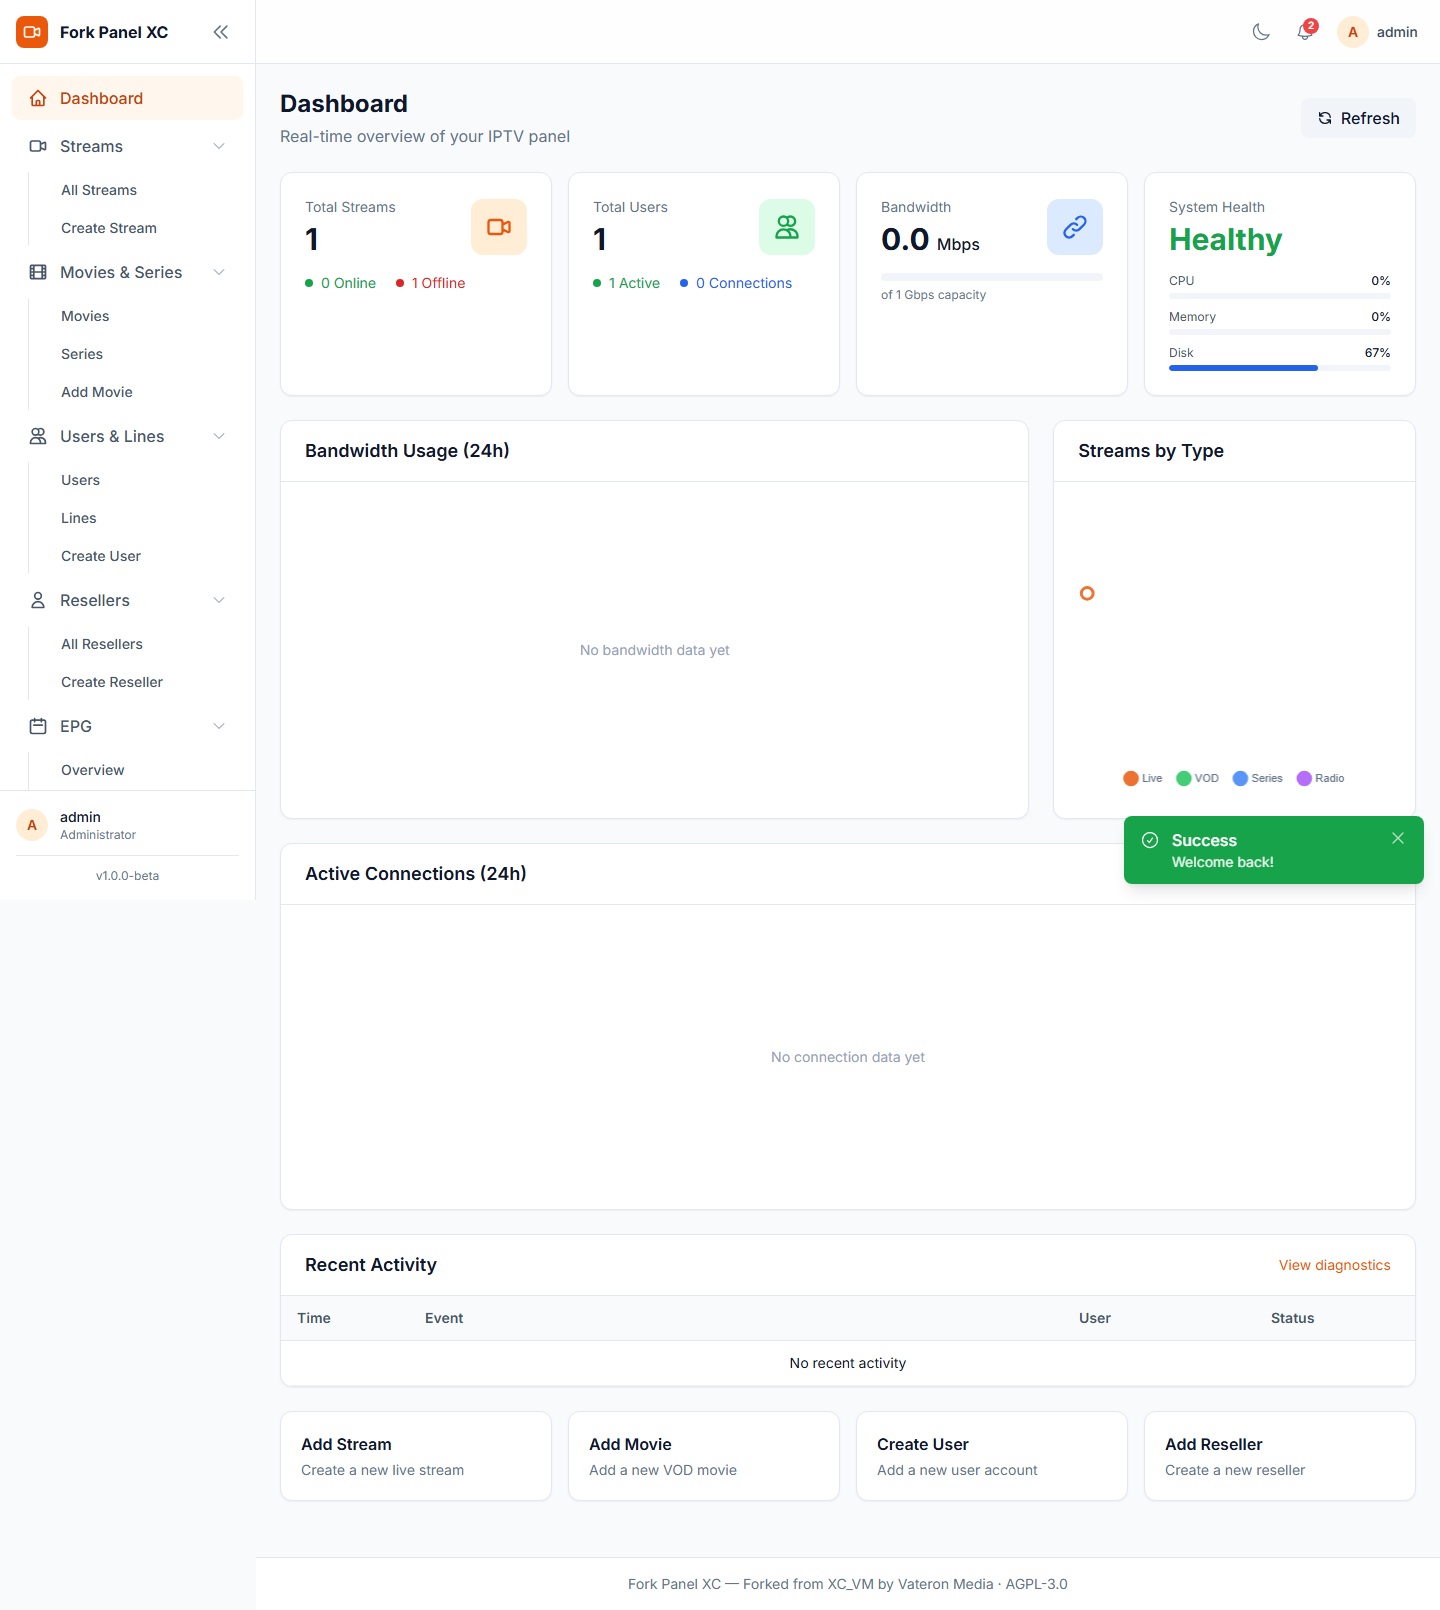 Fork Panel XC
2
A
admin
Dashboard
Streams
All Streams
Create Stream
Movies & Series
Movies
Series
Add Movie
Users & Lines
Users
Lines
Create User
Resellers
All Resellers
Create Reseller
EPG
Overview
A
admin
Administrator
v1.0.0-beta
Dashboard
Real-time overview of your IPTV panel
Refresh
Total Streams
1
0 Online
1 Offline
Total Users
1
1 Active
0 Connections
Bandwidth
0.0 Mbps
of 1 Gbps capacity
System Health
Healthy
CPU 0%
Memory 0%
Disk 67%
Bandwidth Usage (24h)
No bandwidth data yet
Streams by Type
Live VOD Series Radio
Success
Welcome back!
Active Connections (24h)
No connection data yet
Recent Activity
View diagnostics
Time Event User Status
No recent activity
Add Stream
Create a new live stream
Add Movie
Add a new VOD movie
Create User
Add a new user account
Add Reseller
Create a new reseller
Fork Panel XC — Forked from XC_VM by Vateron Media · AGPL-3.0